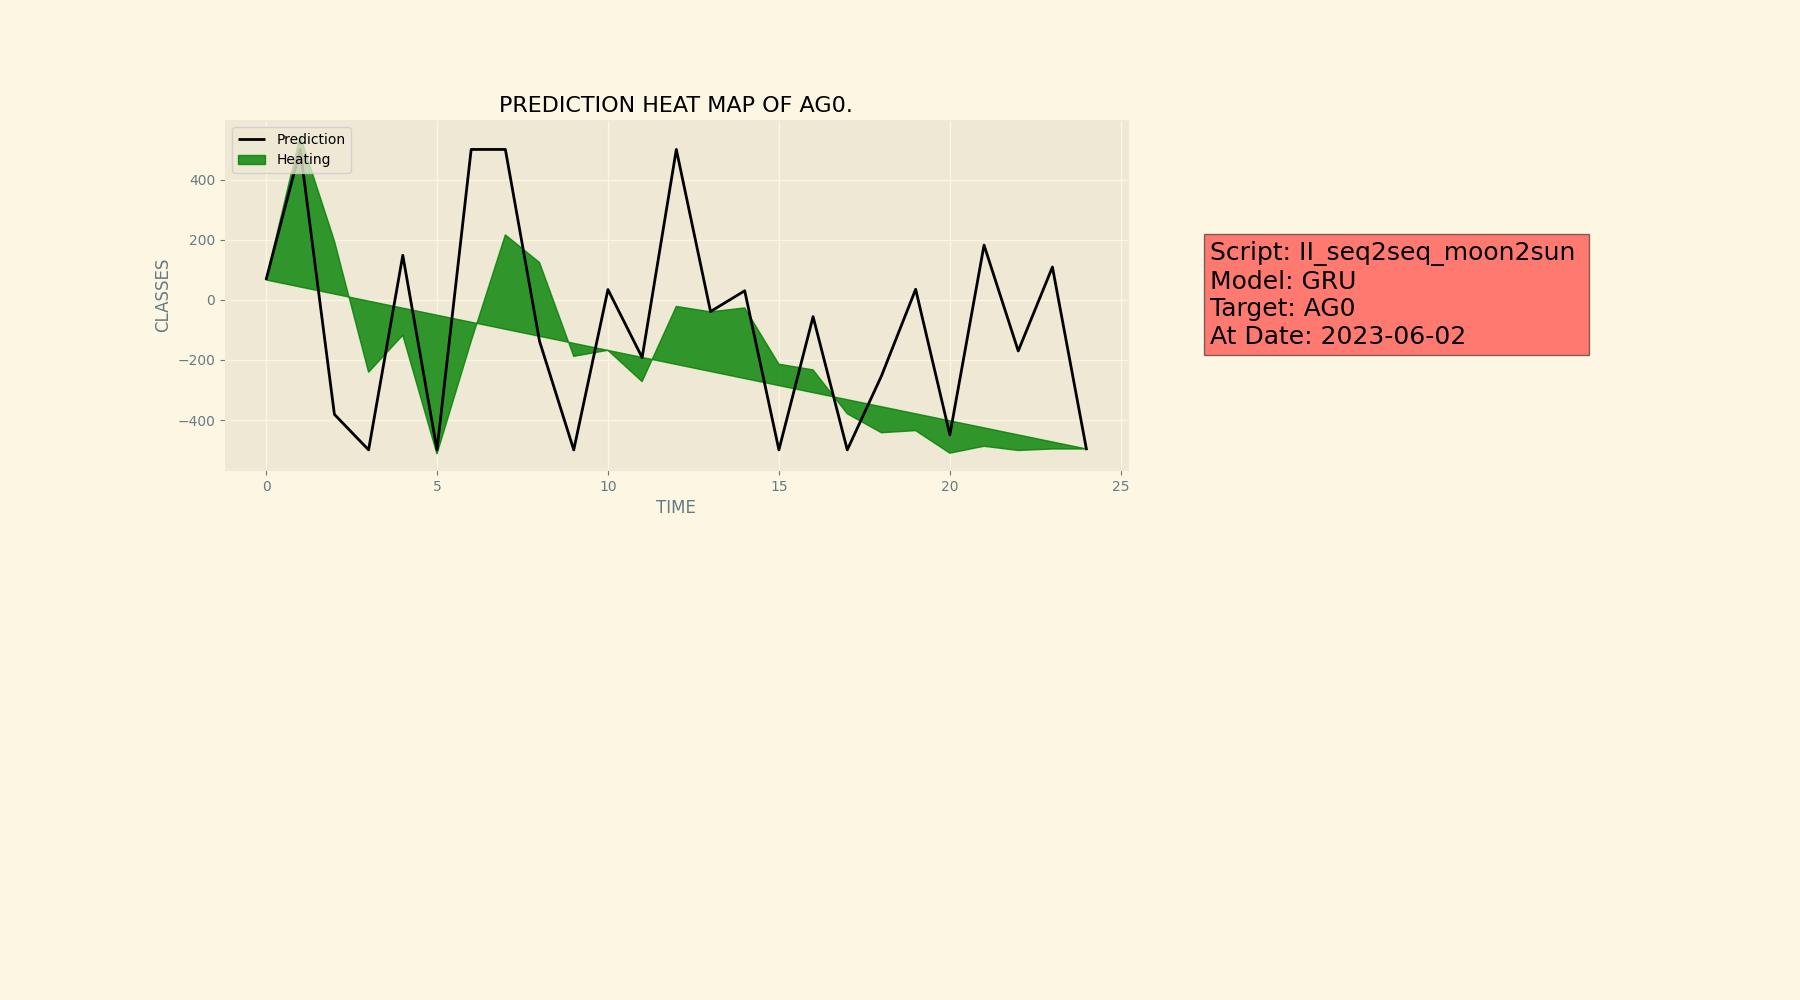 PREDICTION HEAT MAP OF AG0.
Prediction
Heating
400
200
0
−200
−400
CLASSES
0 5 10 15 20 25
TIME
Script: II_seq2seq_moon2sun
Model: GRU
Target: AG0
At Date: 2023-06-02